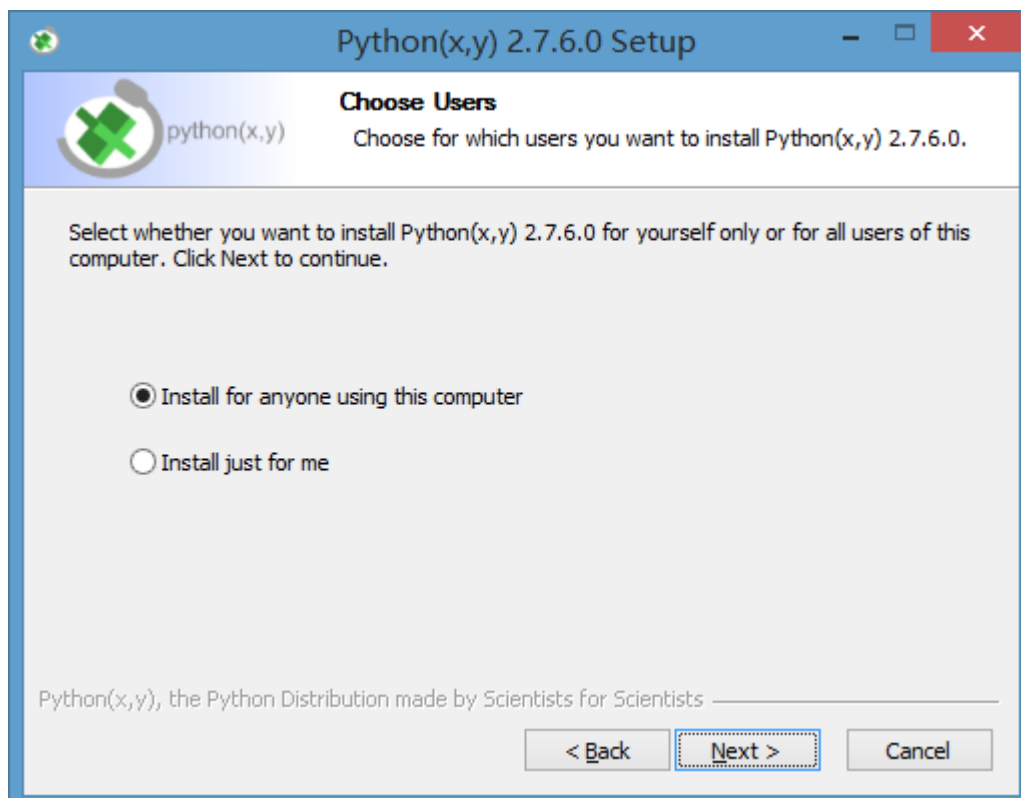 Python(x,y) 2.7.6.0 Setup
python(x,y)
Choose Users
Choose for which users you want to install Python(x,y) 2.7.6.0.
Select whether you want to install Python(x,y) 2.7.6.0 for yourself only or for all users of this
computer. Click Next to continue.
Install for anyone using this computer
Install just for me
Python(x,y), the Python Distribution made by Scientists for Scientists
< Back Next > Cancel